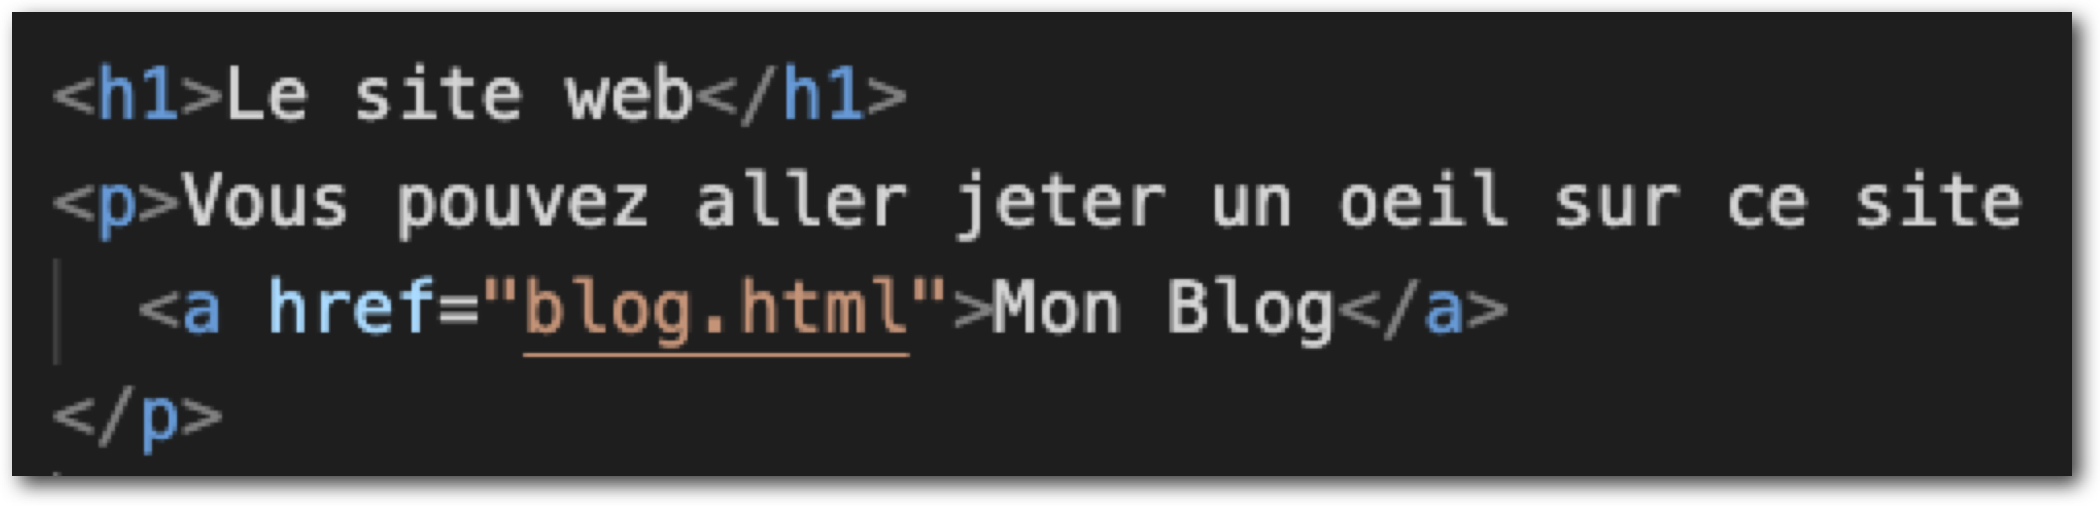 <h1>Le site web</h1>
<p>Vous pouvez aller jeter un oeil sur ce site
<a href="blog.html">Mon Blog</a>
</p>